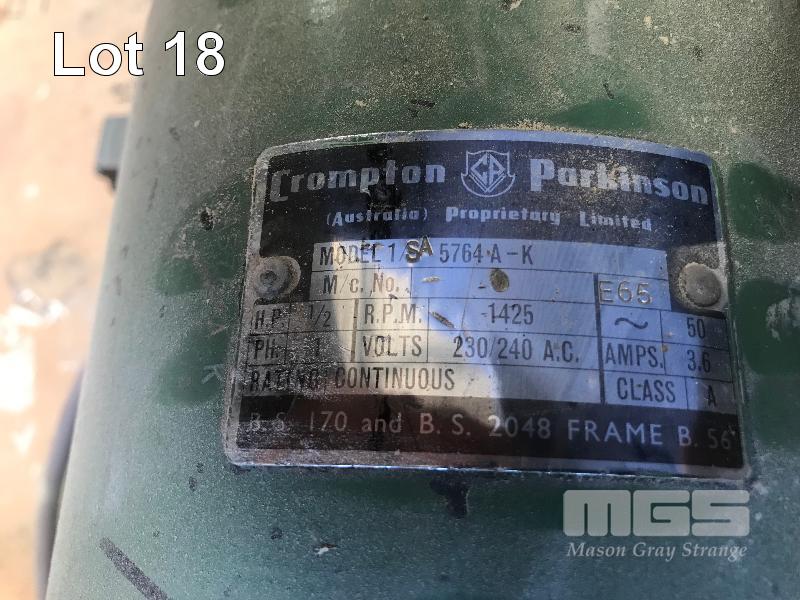 Lot 18
Crompton CP Parkinson
(Australia) Proprietary Limited
MODEL 1/SA 5764 A-K
M/c. No. E65
H.P. 1/2 R.P.M. 1425 ~ 50
PH. 1 VOLTS 230/240 A.C. AMPS. 3.6
RATING CONTINUOUS CLASS A
B.S. 170 and B.S. 2048 FRAME B. 56
MGS
Mason Gray Strange